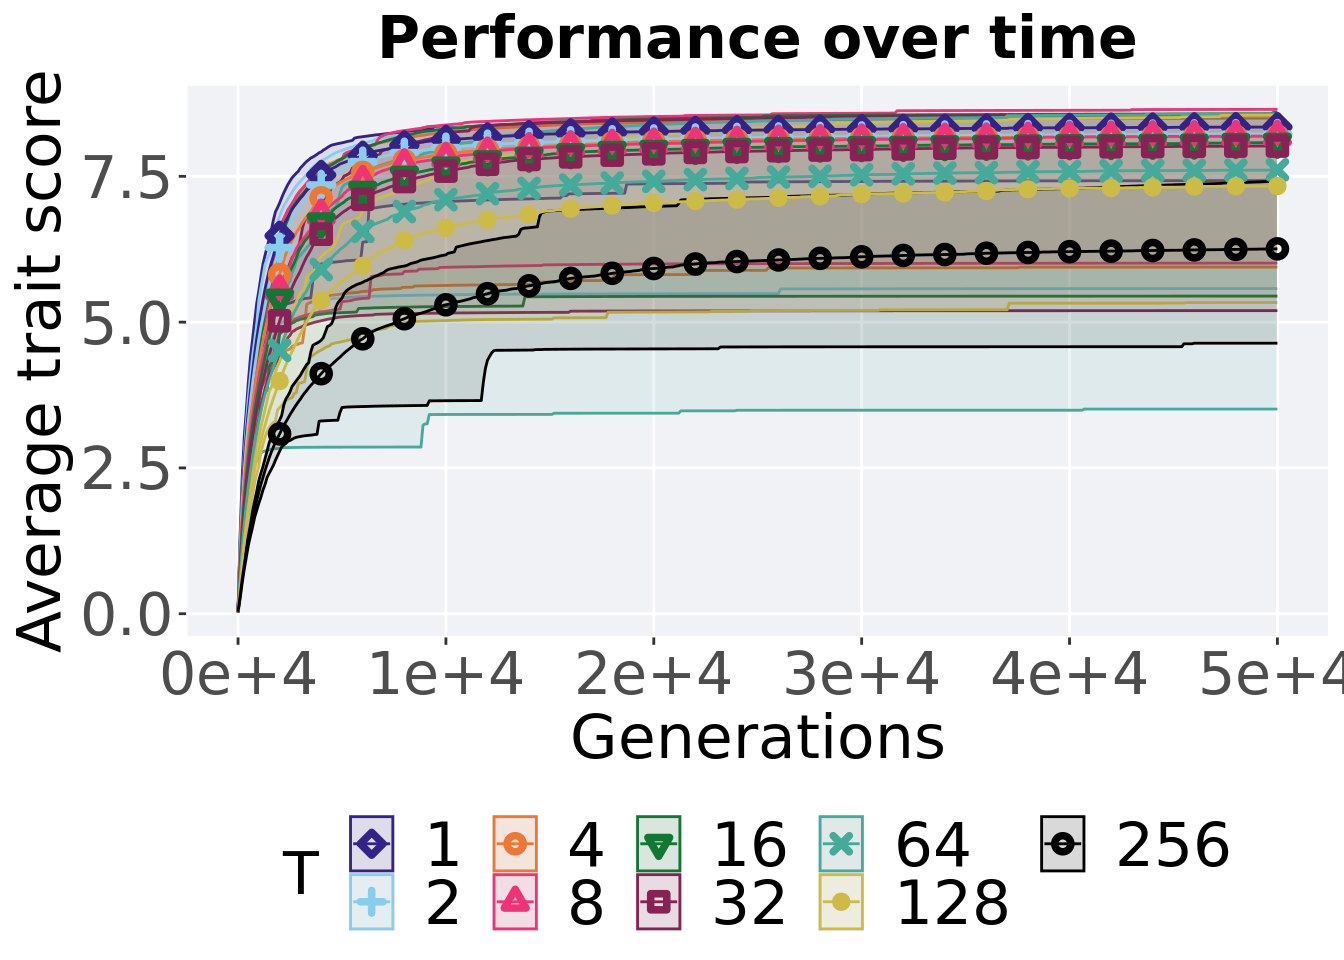 Performance over time
Average trait score
7.5
5.0
2.5
0.0
0e+4 1e+4 2e+4 3e+4 4e+4 5e+4
Generations
T
1 4 16 64 256
2 8 32 128